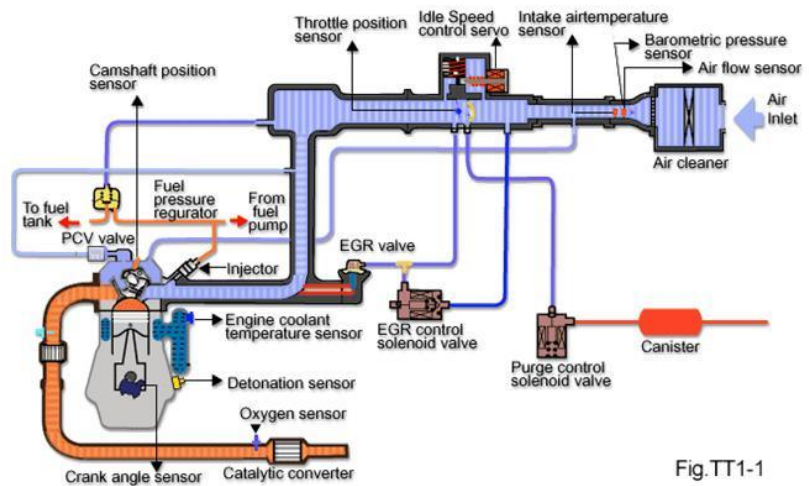 Throttle position
sensor
Idle Speed
control servo
Intake airtemperature
sensor
Barometric pressure
sensor
Air flow sensor
Camshaft position
sensor
Air
Inlet
Air cleaner
To fuel
tank
Fuel
pressure
regurator
From
fuel
pump
PCV valve
Injector
EGR valve
Engine coolant
temperature sensor
EGR control
solenoid valve
Purge control
solenoid valve
Canister
Detonation sensor
Oxygen sensor
Crank angle sensor
Catalytic converter
Fig.TT1-1